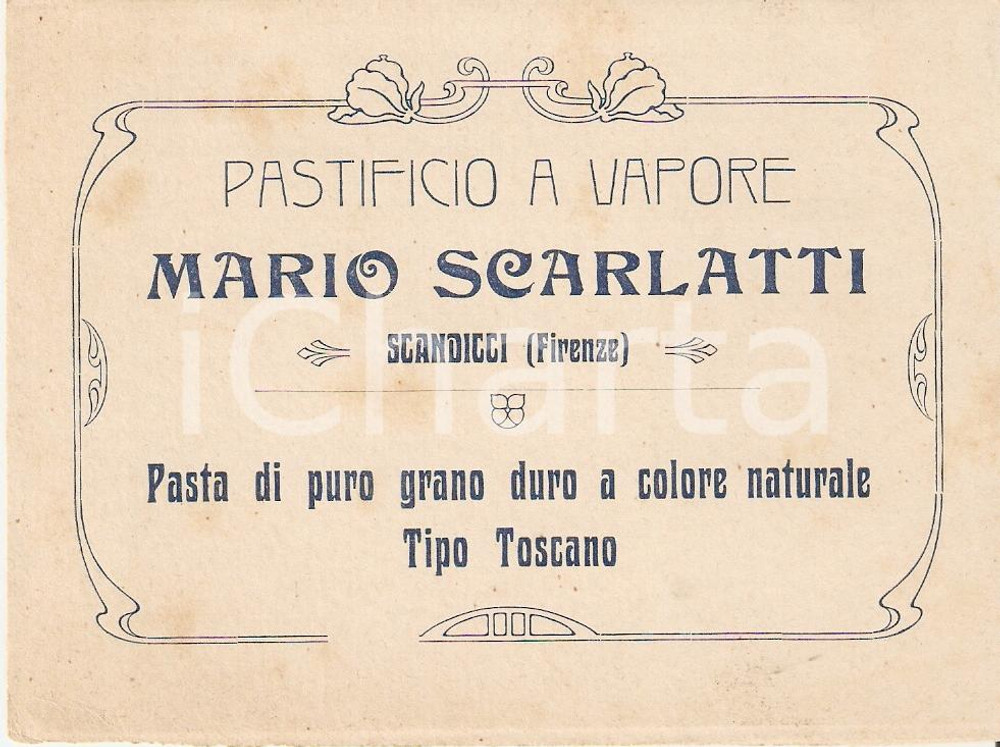 PASTIFICIO A VAPORE
MARIO SCARLATTI
SCANDICCI (Firenze)
iCharta
Pasta di puro grano duro a colore naturale
Tipo Toscano